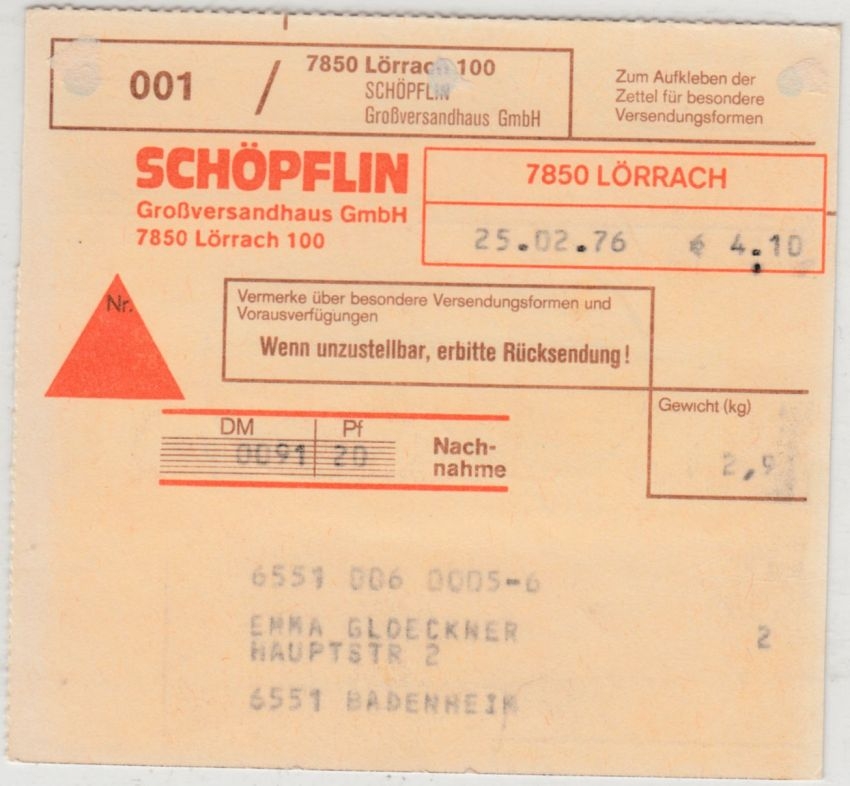 001 /
7850 Lörrach 100
SCHÖPFLIN
Großversandhaus GmbH
Zum Aufkleben der
Zettel für besondere
Versendungsformen
SCHÖPFLIN
Großversandhaus GmbH
7850 Lörrach 100
7850 LÖRRACH
25.02.76 € 4.10
Nr.
Vermerke über besondere Versendungsformen und
Vorausverfügungen
Wenn unzustellbar, erbitte Rücksendung!
Gewicht (kg)
2,9
DM Pf
0091 20
Nach-
nahme
6551 006 0005-6
EMMA GLOECKNER 2
HAUPTSTR 2
6551 BADENHEIM